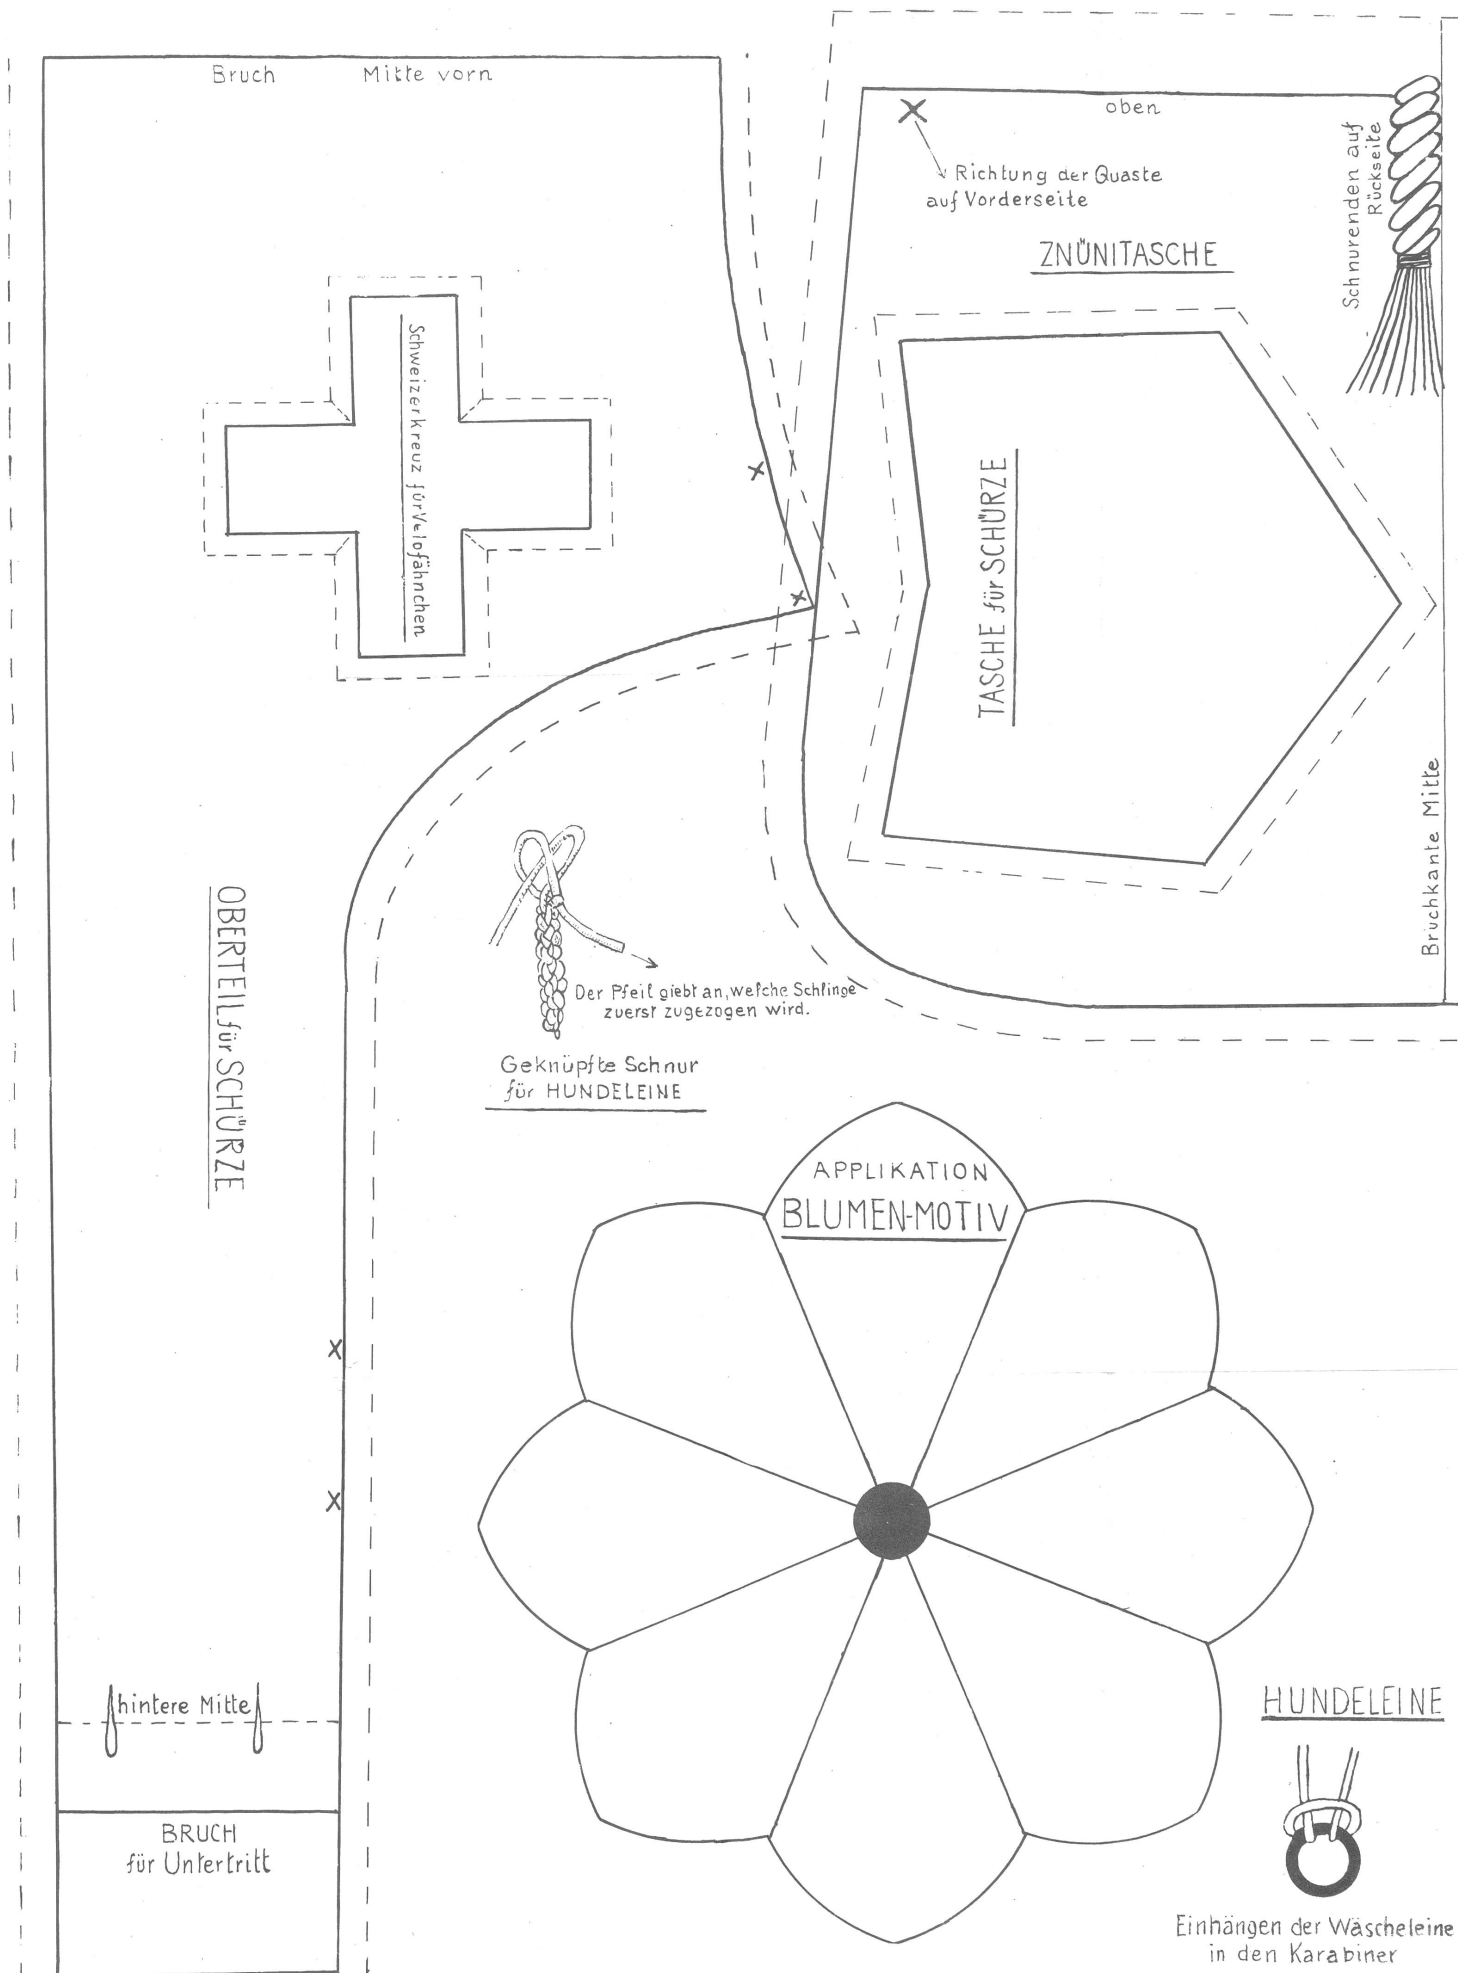 Bruch
Mitte vorn
oben
Richtung der Quaste
auf Vorderseite
Schnurenden auf
Rückseite
ZNÜNITASCHE
Schweizerkreuz für Velofähnchen
TASCHE für SCHÜRZE
Bruchkante Mitte
OBERTEIL für SCHÜRZE
Der Pfeil giebt an, welche Schlinge
zuerst zugezogen wird.
Geknüpfte Schnur
für HUNDELEINE
APPLIKATION
BLUMEN-MOTIV
hintere Mitte
BRUCH
für Untertritt
HUNDELEINE
Einhängen der Wäscheleine
in den Karabiner